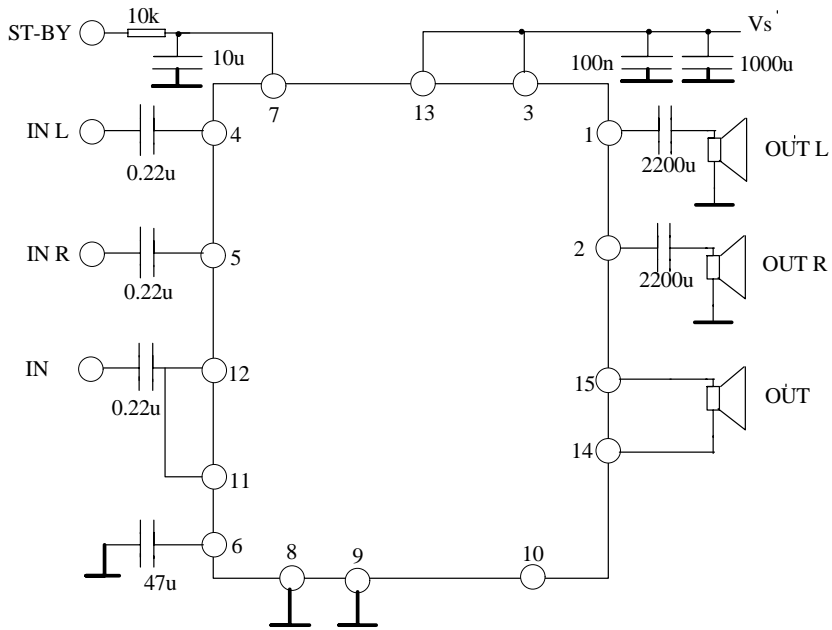 10k
ST-BY
Vs
10u
100n
1000u
7
13
3
IN L
4
1
OUT L
0.22u
2200u
IN R
5
2
OUT R
0.22u
2200u
IN
12
15
OUT
0.22u
14
11
6
8
9
10
47u